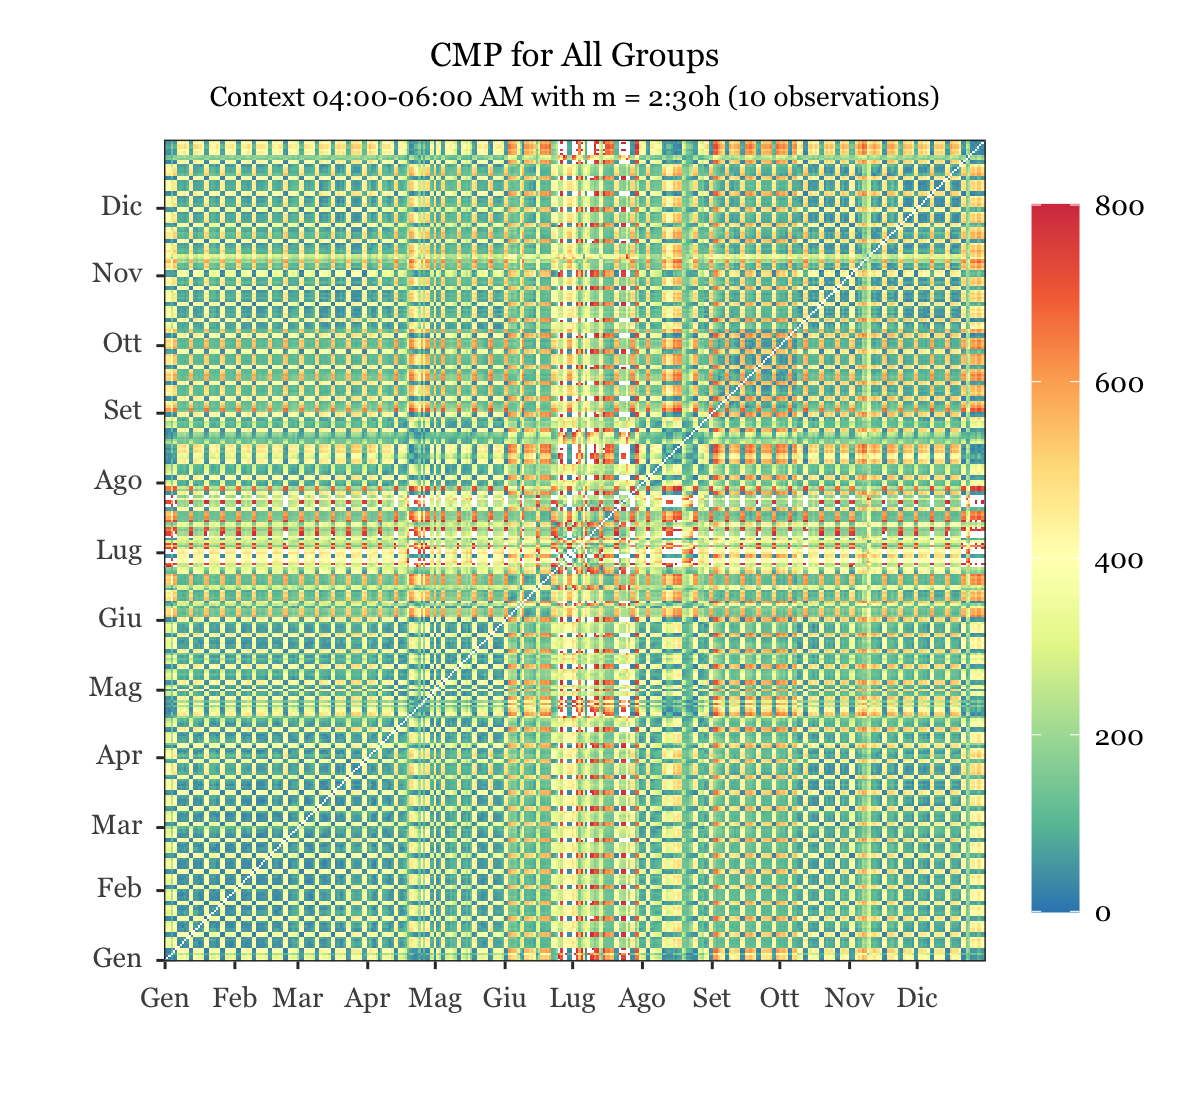 CMP for All Groups
Context 04:00-06:00 AM with m = 2:30h (10 observations)
Dic
Nov
Ott
Set
Ago
Lug
Giu
Mag
Apr
Mar
Feb
Gen
Gen Feb Mar Apr Mag Giu Lug Ago Set Ott Nov Dic
800
600
400
200
0